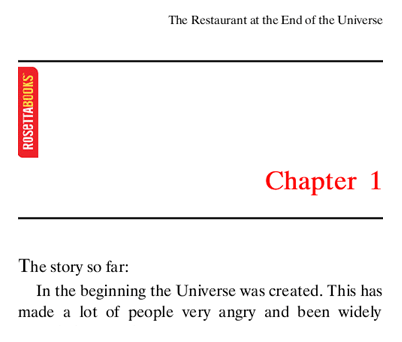 The Restaurant at the End of the Universe
ROSETTABOOKS
Chapter 1
The story so far:
In the beginning the Universe was created. This has
made a lot of people very angry and been widely